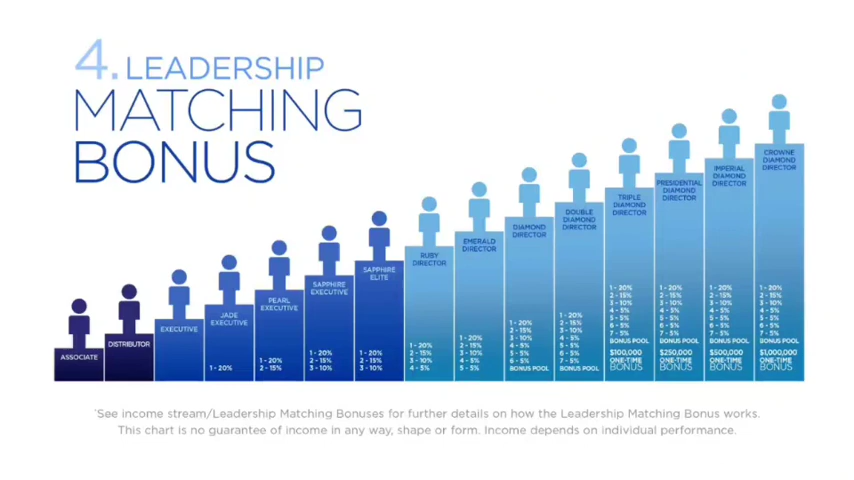 4. LEADERSHIP
MATCHING
BONUS
ASSOCIATE
DISTRIBUTOR
EXECUTIVE
JADE
EXECUTIVE
1 - 20%
PEARL
EXECUTIVE
1 - 20%
2 - 15%
SAPPHIRE
EXECUTIVE
1 - 20%
2 - 15%
3 - 10%
SAPPHIRE
ELITE
1 - 20%
2 - 15%
3 - 10%
RUBY
DIRECTOR
1 - 20%
2 - 15%
3 - 10%
4 - 5%
EMERALD
DIRECTOR
1 - 20%
2 - 15%
3 - 10%
4 - 5%
5 - 5%
DIAMOND
DIRECTOR
1 - 20%
2 - 15%
3 - 10%
4 - 5%
5 - 5%
6 - 5%
BONUS POOL
DOUBLE
DIAMOND
DIRECTOR
1 - 20%
2 - 15%
3 - 10%
4 - 5%
5 - 5%
6 - 5%
7 - 5%
BONUS POOL
TRIPLE
DIAMOND
DIRECTOR
1 - 20%
2 - 15%
3 - 10%
4 - 5%
5 - 5%
6 - 5%
7 - 5%
BONUS POOL
$100,000
ONE-TIME
BONUS
PRESIDENTIAL
DIAMOND
DIRECTOR
1 - 20%
2 - 15%
3 - 10%
4 - 5%
5 - 5%
6 - 5%
7 - 5%
BONUS POOL
$250,000
ONE-TIME
BONUS
IMPERIAL
DIAMOND
DIRECTOR
1 - 20%
2 - 15%
3 - 10%
4 - 5%
5 - 5%
6 - 5%
7 - 5%
BONUS POOL
$500,000
ONE-TIME
BONUS
CROWNE
DIAMOND
DIRECTOR
1 - 20%
2 - 15%
3 - 10%
4 - 5%
5 - 5%
6 - 5%
7 - 5%
BONUS POOL
$1,000,000
ONE-TIME
BONUS
*See income stream/Leadership Matching Bonuses for further details on how the Leadership Matching Bonus works.
This chart is no guarantee of income in any way, shape or form. Income depends on individual performance.